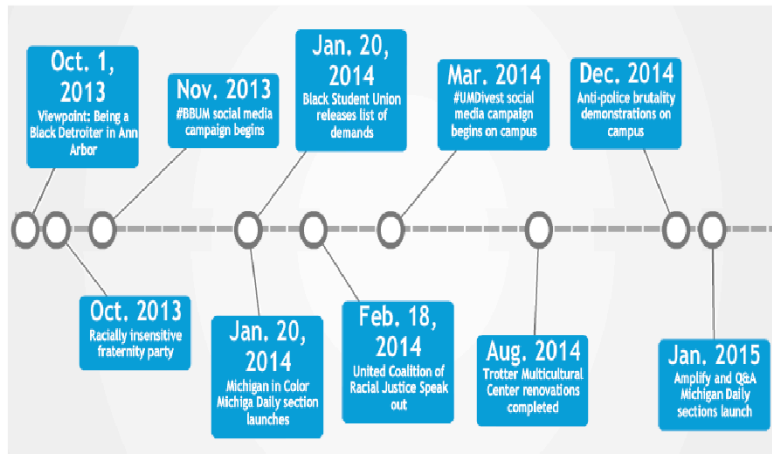 Oct. 1,
2013
Viewpoint: Being a
Black Detroiter in Ann
Arbor
Oct. 2013
Racially insensitive
fraternity party
Nov. 2013
#BBUM social media
campaign begins
Jan. 20,
2014
Black Student Union
releases list of
demands
Jan. 20,
2014
Michigan in Color
Michiga Daily section
launches
Feb. 18,
2014
United Coalition of
Racial Justice Speak
out
Mar. 2014
#UMDivest social
media campaign
begins on campus
Aug. 2014
Trotter Multicultural
Center renovations
completed
Dec. 2014
Anti-police brutality
demonstrations on
campus
Jan. 2015
Amplify and Q&A
Michigan Daily
sections launch